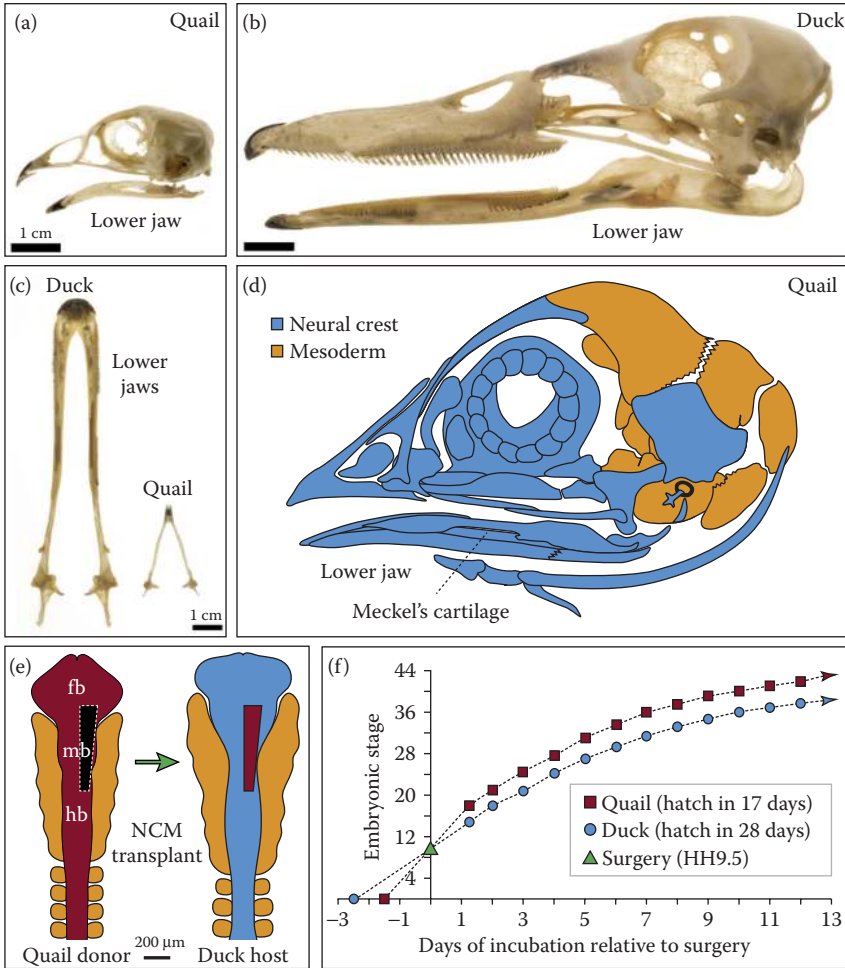 (a) Quail
Lower jaw
1 cm
(b) Duck
Lower jaw
(c) Duck
Lower
jaws
Quail
1 cm
(d) Quail
Neural crest
Mesoderm
Lower jaw
Meckel's cartilage
(e)
fb
mb
hb
NCM
transplant
Quail donor 200 μm Duck host
(f)
Embryonic stage
44
36
28
20
12
4
Quail (hatch in 17 days)
Duck (hatch in 28 days)
Surgery (HH9.5)
−3 −1 1 3 5 7 9 11 13
Days of incubation relative to surgery